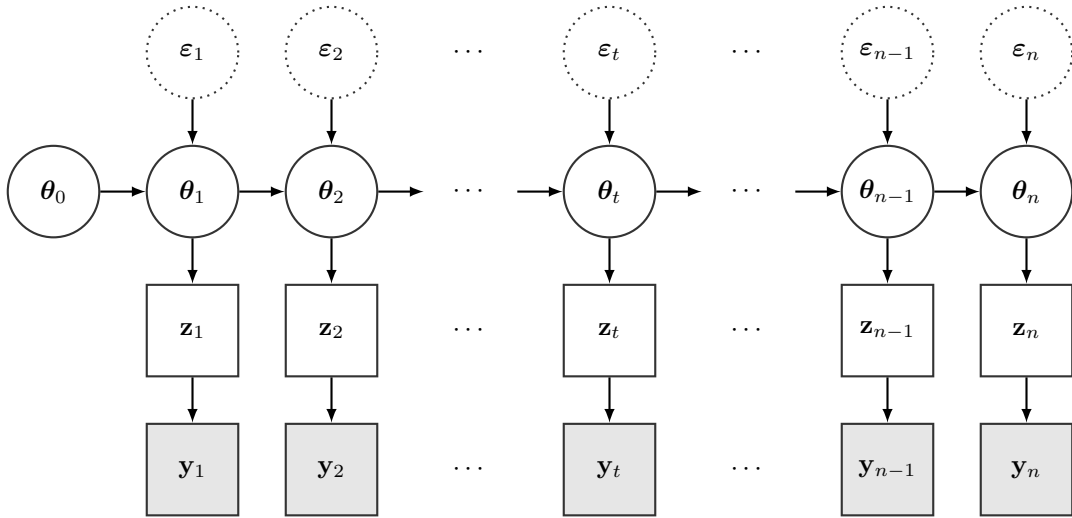 𝜺₁ 𝜺₂ ⋯ 𝜺ₜ ⋯ 𝜺ₙ₋₁ 𝜺ₙ
𝜽₀ 𝜽₁ 𝜽₂ ⋯ 𝜽ₜ ⋯ 𝜽ₙ₋₁ 𝜽ₙ
𝐳₁ 𝐳₂ ⋯ 𝐳ₜ ⋯ 𝐳ₙ₋₁ 𝐳ₙ
𝐲₁ 𝐲₂ ⋯ 𝐲ₜ ⋯ 𝐲ₙ₋₁ 𝐲ₙ